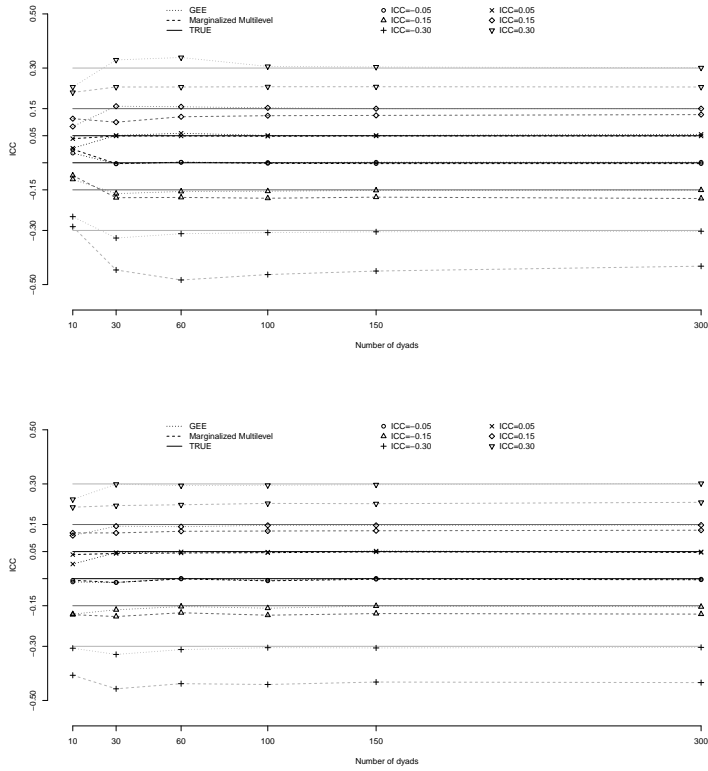 GEE
Marginalized Multilevel
TRUE
ICC=−0.05
ICC=−0.15
ICC=−0.30
ICC=0.05
ICC=0.15
ICC=0.30
0.50
0.30
0.15
0.05
−0.15
−0.30
−0.50
ICC
10 30 60 100 150 300
Number of dyads
GEE
Marginalized Multilevel
TRUE
ICC=−0.05
ICC=−0.15
ICC=−0.30
ICC=0.05
ICC=0.15
ICC=0.30
0.50
0.30
0.15
0.05
−0.15
−0.30
−0.50
ICC
10 30 60 100 150 300
Number of dyads